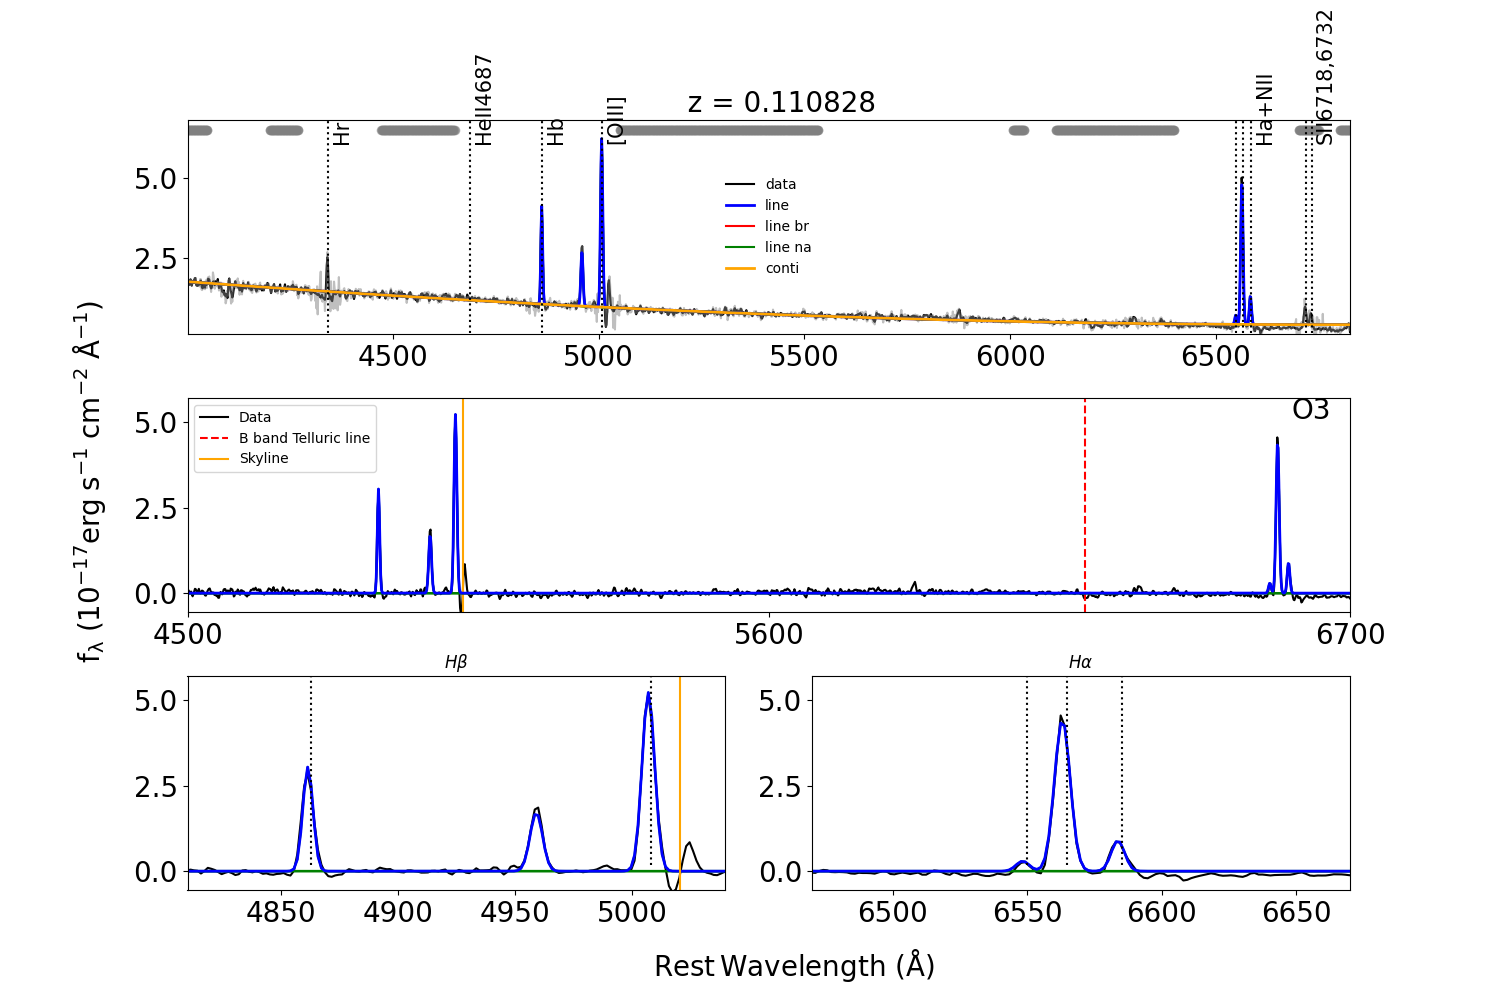 z = 0.110828
Hr
HeII4687
Hb
[OIII]
Ha+NII
SII6718,6732
data
line
line br
line na
conti
5.0
2.5
4500 5000 5500 6000 6500
O3
Data
B band Telluric line
Skyline
5.0
2.5
0.0
4500 5600 6700
fλ (10⁻¹⁷erg s⁻¹ cm⁻² Å⁻¹)
Hβ
5.0
2.5
0.0
4850 4900 4950 5000
Hα
5.0
2.5
0.0
6500 6550 6600 6650
Rest Wavelength (Å)